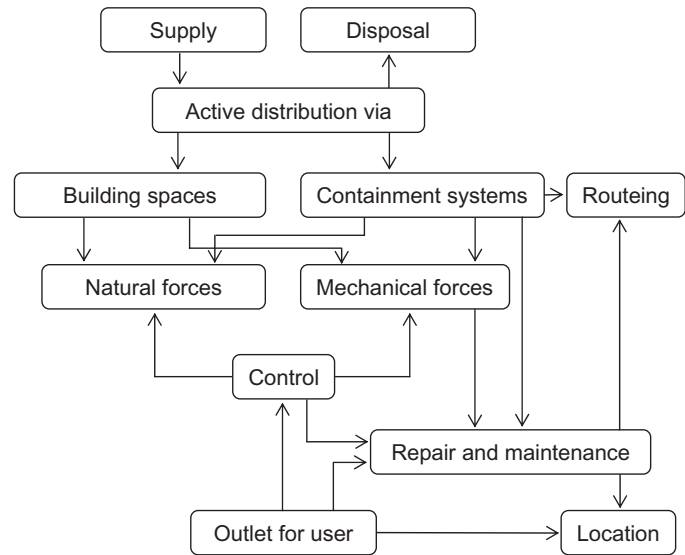 Supply
Disposal
Active distribution via
Building spaces
Containment systems
Routeing
Natural forces
Mechanical forces
Control
Repair and maintenance
Outlet for user
Location